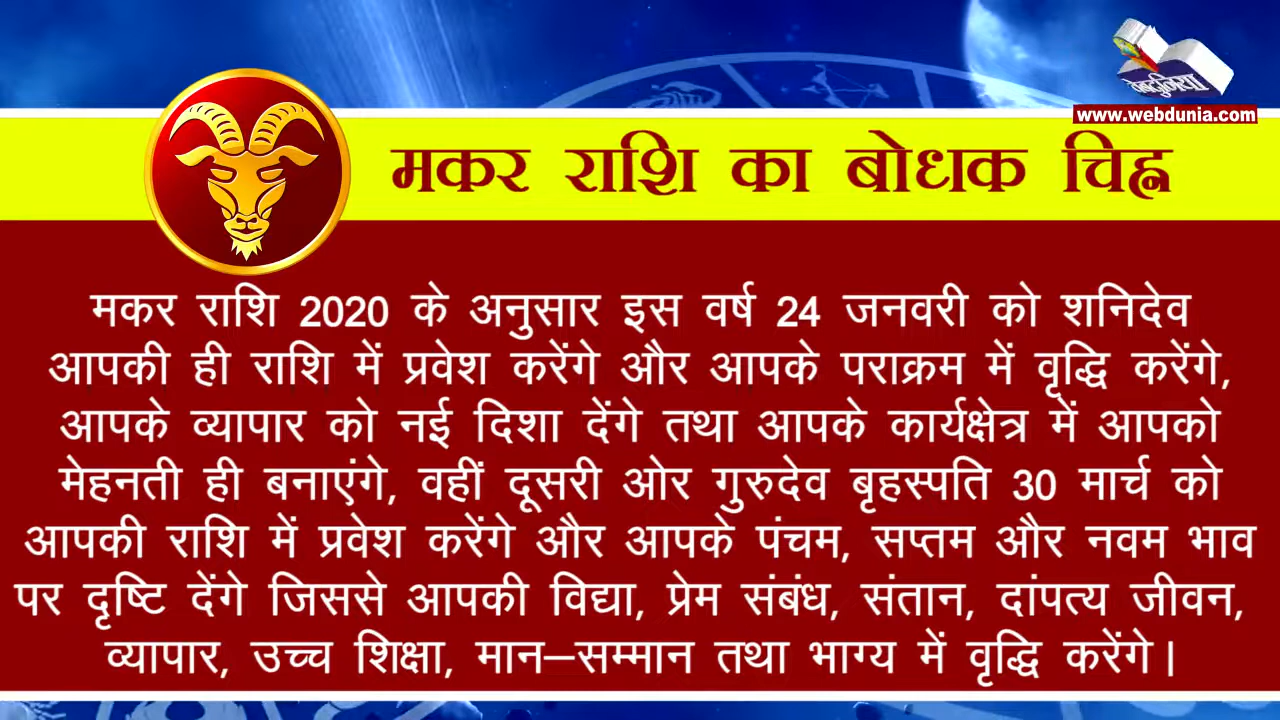 वेबदुनिया
www.webdunia.com
मकर राशि का बोधक चिह्न
मकर राशि 2020 के अनुसार इस वर्ष 24 जनवरी को शनिदेव
आपकी ही राशि में प्रवेश करेंगे और आपके पराक्रम में वृद्धि करेंगे,
आपके व्यापार को नई दिशा देंगे तथा आपके कार्यक्षेत्र में आपको
मेहनती ही बनाएंगे, वहीं दूसरी ओर गुरुदेव बृहस्पति 30 मार्च को
आपकी राशि में प्रवेश करेंगे और आपके पंचम, सप्तम और नवम भाव
पर दृष्टि देंगे जिससे आपकी विद्या, प्रेम संबंध, संतान, दांपत्य जीवन,
व्यापार, उच्च शिक्षा, मान–सम्मान तथा भाग्य में वृद्धि करेंगे।